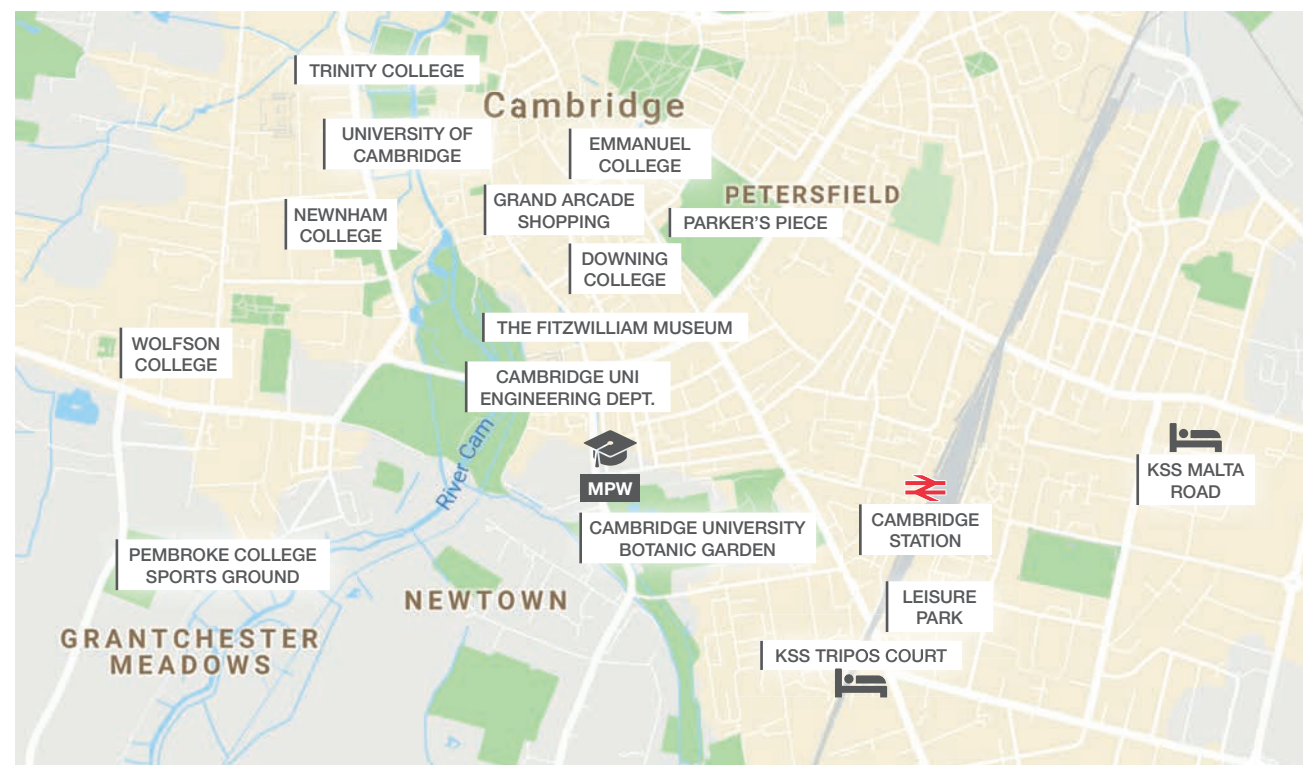 TRINITY COLLEGE
Cambridge
UNIVERSITY OF
CAMBRIDGE
EMMANUEL
COLLEGE
PETERSFIELD
GRAND ARCADE
SHOPPING
NEWNHAM
COLLEGE
PARKER'S PIECE
DOWNING
COLLEGE
THE FITZWILLIAM MUSEUM
WOLFSON
COLLEGE
CAMBRIDGE UNI
ENGINEERING DEPT.
River Cam
MPW
KSS MALTA
ROAD
CAMBRIDGE UNIVERSITY
BOTANIC GARDEN
CAMBRIDGE
STATION
PEMBROKE COLLEGE
SPORTS GROUND
NEWTOWN
LEISURE
PARK
GRANTCHESTER
MEADOWS
KSS TRIPOS COURT